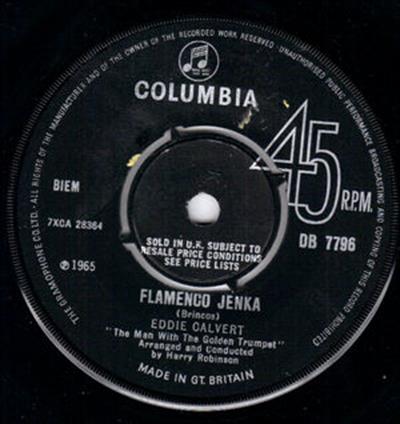 ALL RIGHTS OF THE MANUFACTURER AND OF THE OWNER OF THE RECORDED WORK RESERVED. UNAUTHORISED PUBLIC PERFORMANCE BROADCASTING AND COPYING OF THIS RECORD PROHIBITED
THE GRAMOPHONE CO. LTD.
COLUMBIA
45
R.P.M.
BIEM
7XCA 28364
DB 7796
SOLD IN U.K. SUBJECT TO
RESALE PRICE CONDITIONS
SEE PRICE LISTS
℗1965
FLAMENCO JENKA
(Brincos)
EDDIE CALVERT
"The Man With The Golden Trumpet"
Arranged and Conducted
by Harry Robinson
MADE IN GT. BRITAIN